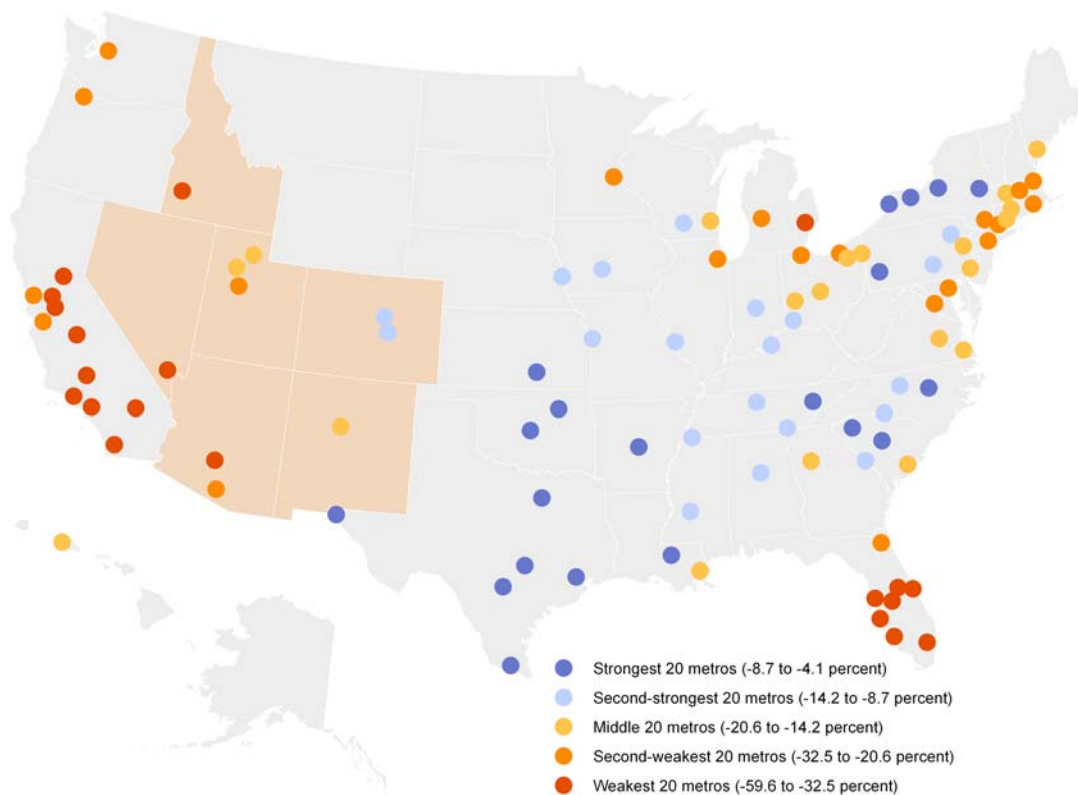 Strongest 20 metros (-8.7 to -4.1 percent)
Second-strongest 20 metros (-14.2 to -8.7 percent)
Middle 20 metros (-20.6 to -14.2 percent)
Second-weakest 20 metros (-32.5 to -20.6 percent)
Weakest 20 metros (-59.6 to -32.5 percent)